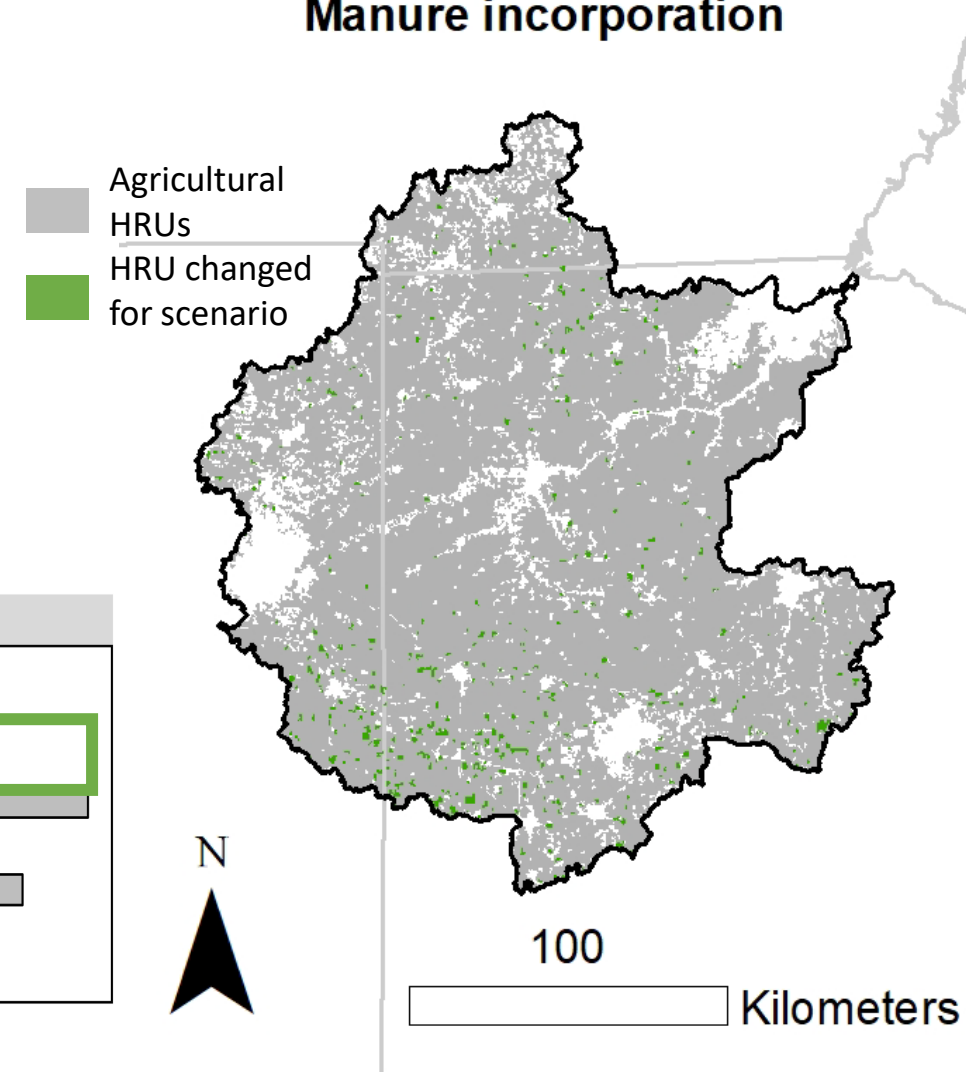 Manure incorporation
Agricultural
HRUs
HRU changed
for scenario
N
100
Kilometers